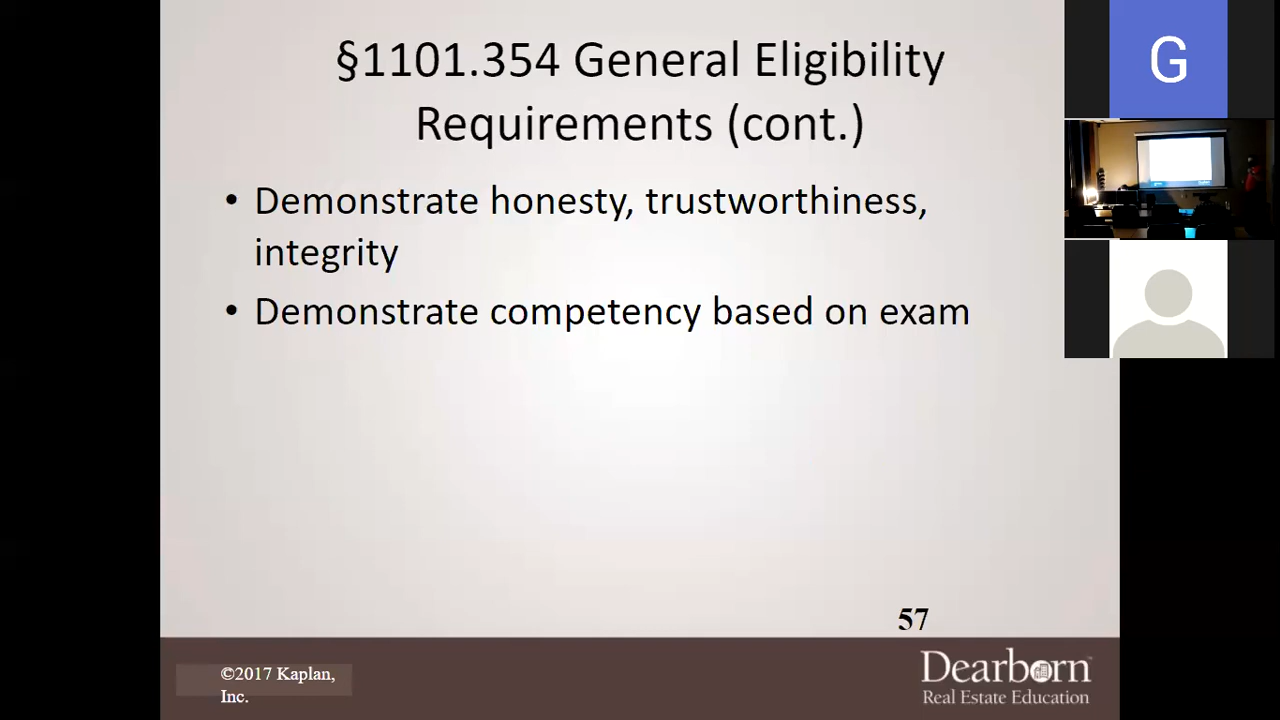 §1101.354 General Eligibility
Requirements (cont.)
• Demonstrate honesty, trustworthiness,
integrity
• Demonstrate competency based on exam
57
©2017 Kaplan,
Inc.
Dearborn
Real Estate Education
G